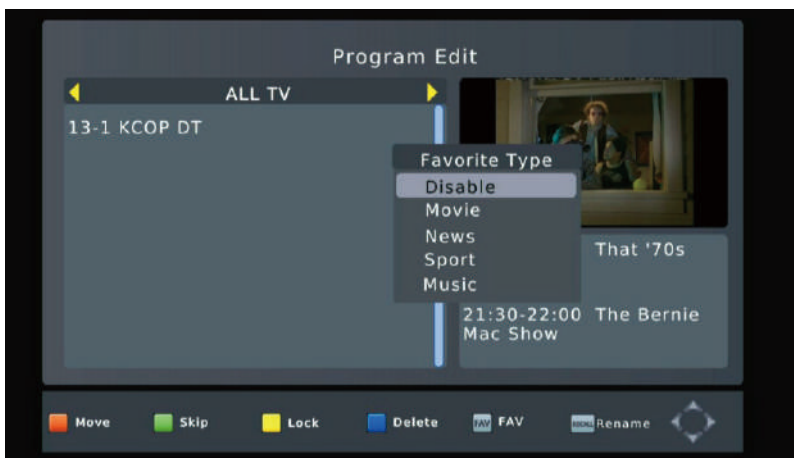 Program Edit
ALL TV
13-1 KCOP DT
Favorite Type
Disable
Movie
News
Sport
Music
That '70s
21:30-22:00 The Bernie
Mac Show
Move Skip Lock Delete FAV FAV RECALL Rename